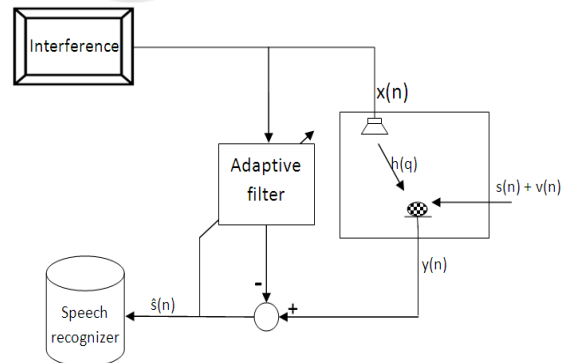 Interference
x(n)
Adaptive
filter
h(q)
s(n) + v(n)
y(n)
-
+
ŝ(n)
Speech
recognizer